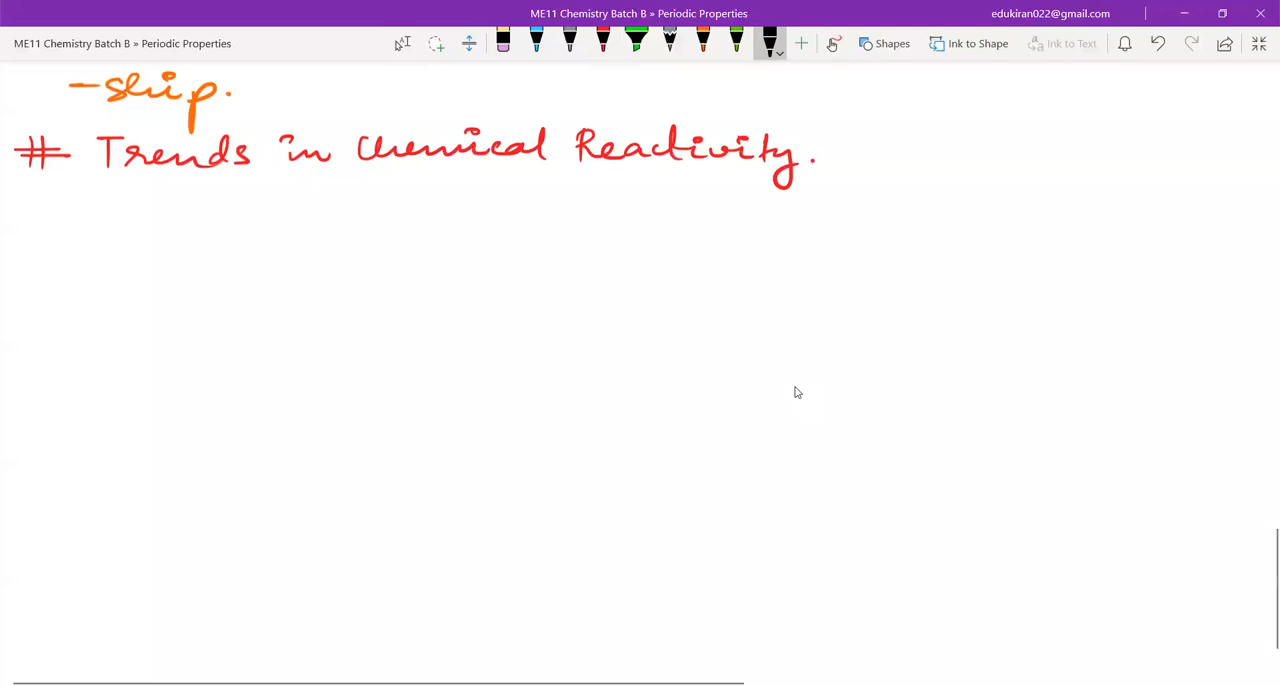 ME11 Chemistry Batch B » Periodic Properties
edukiran022@gmail.com
ME11 Chemistry Batch B » Periodic Properties
Shapes
Ink to Shape
Ink to Text
-ship.
# Trends in Chemical Reactivity.